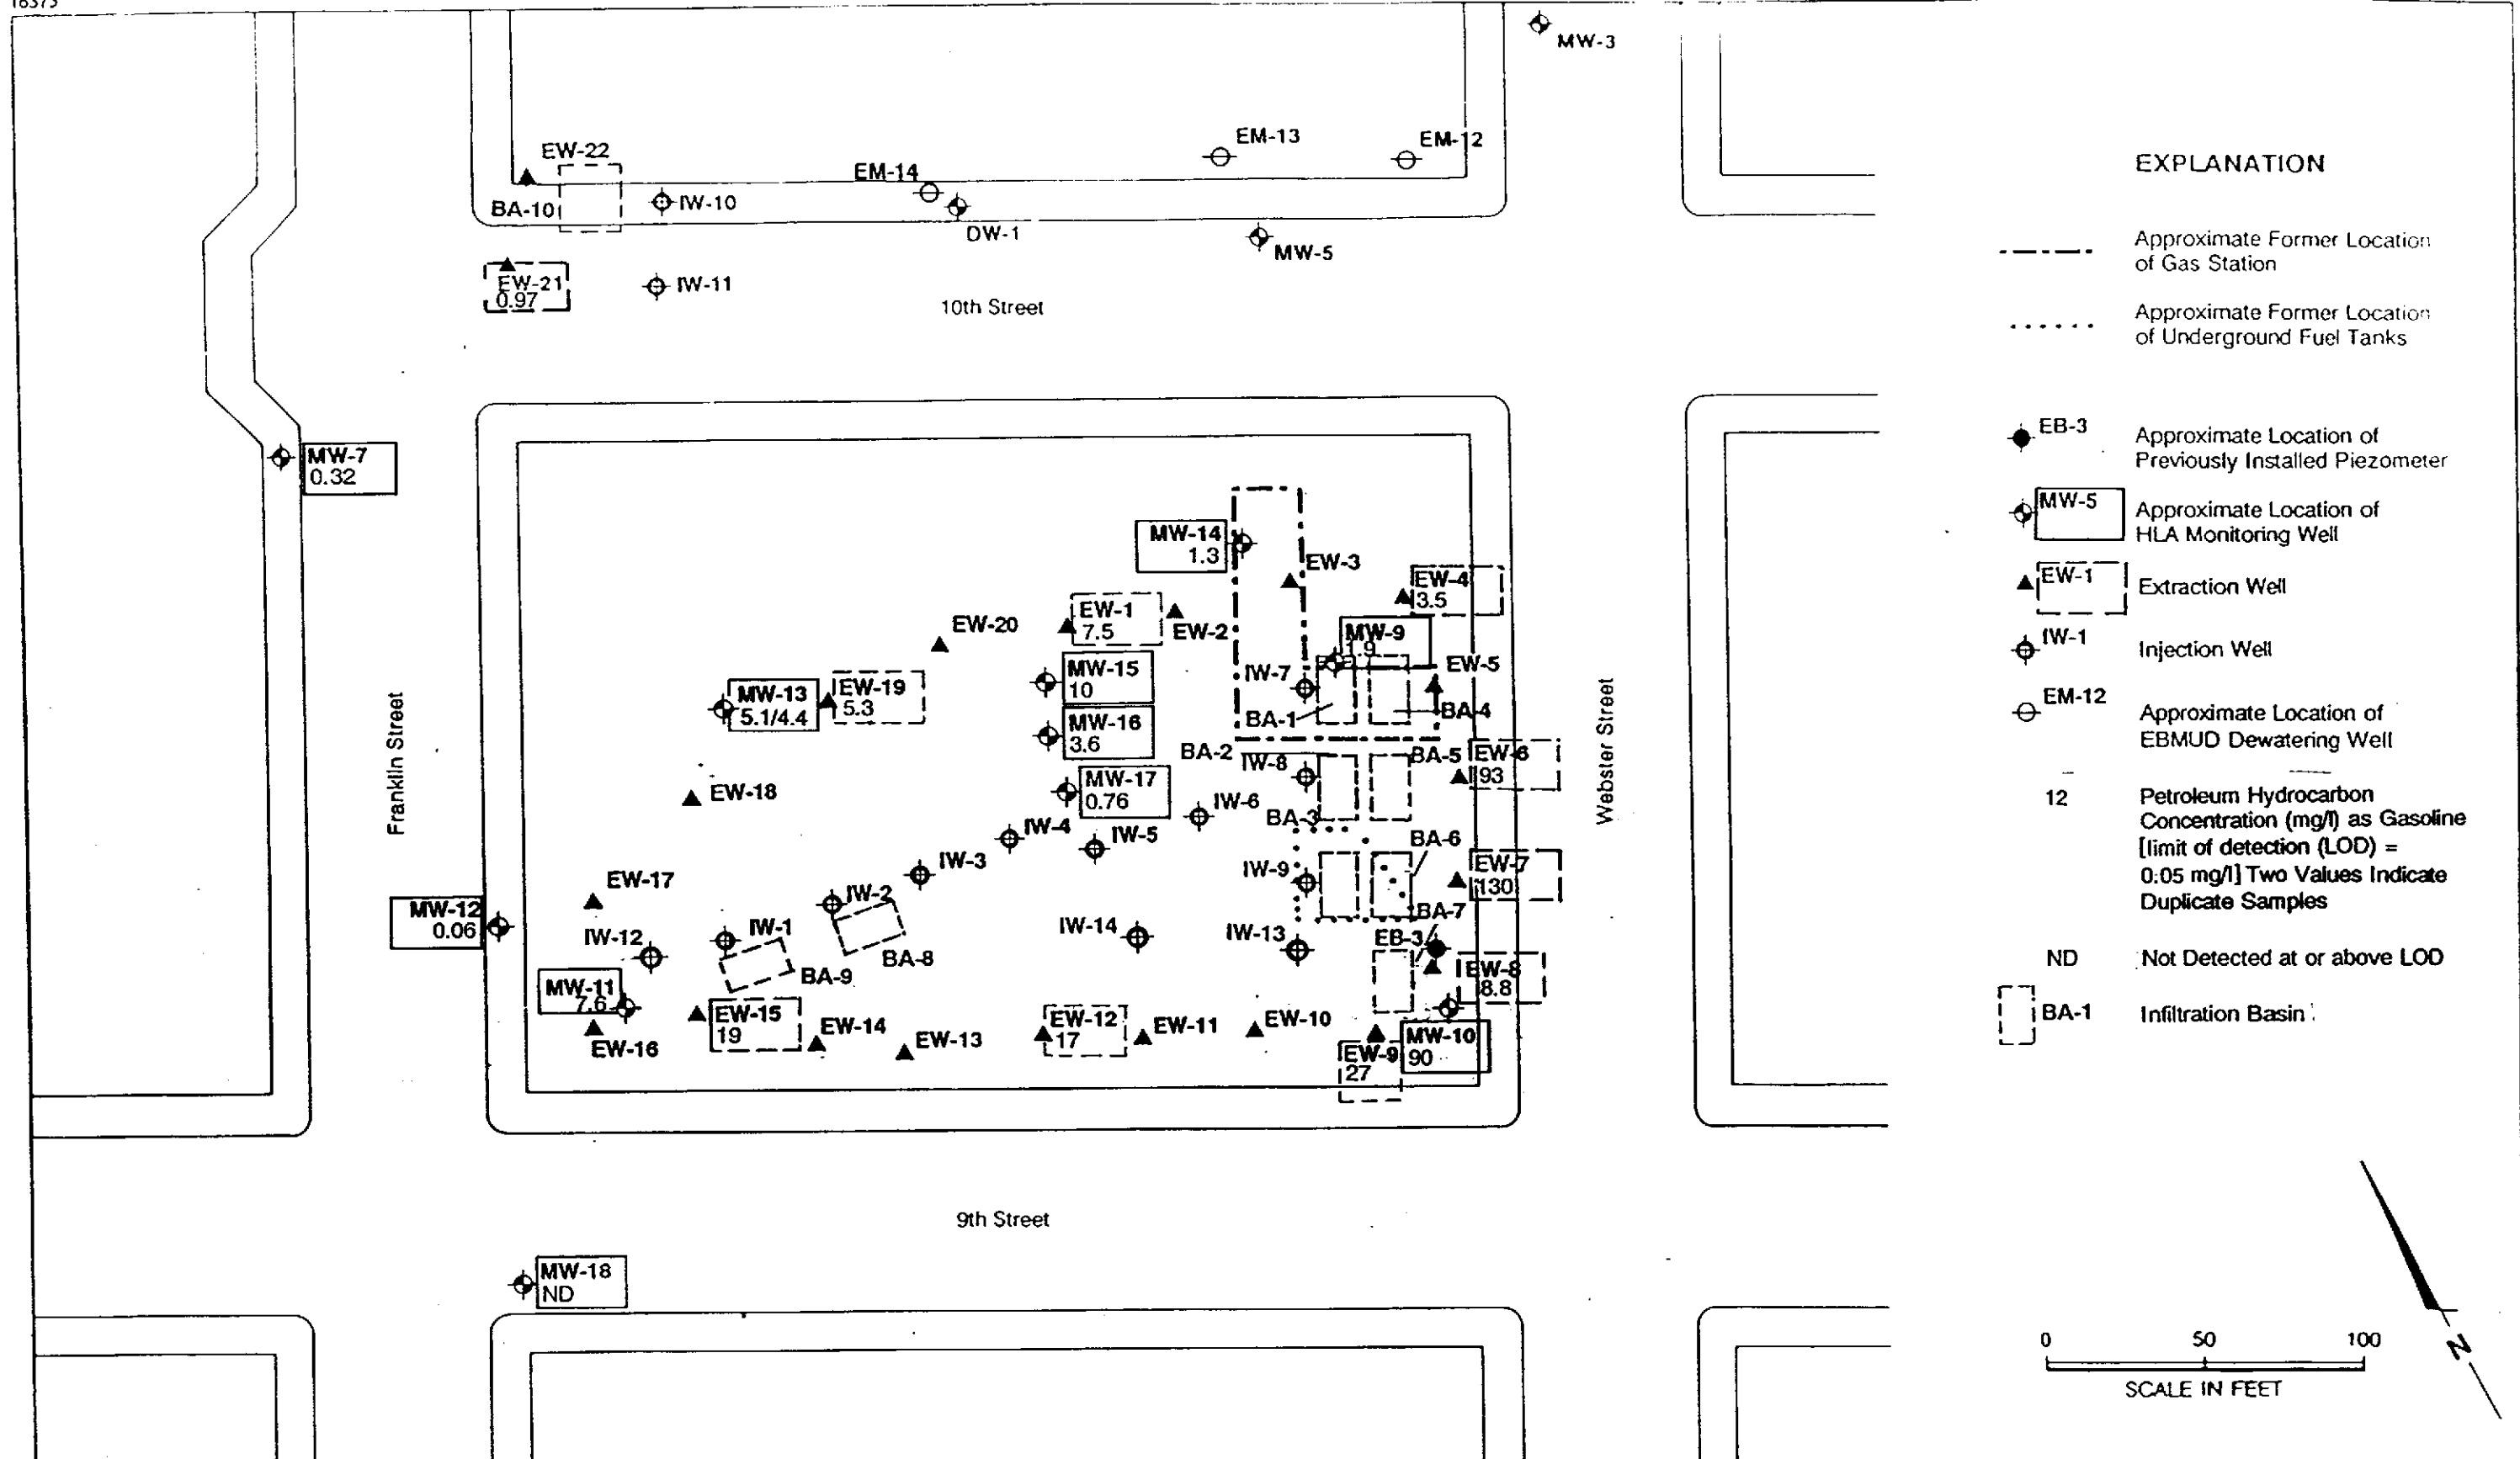 MW-3
EM-13
EM-12
EW-22
EM-14
BA-10
IW-10
DW-1
MW-5
EW-21
0.97
IW-11
10th Street
MW-7
0.32
MW-14
1.3
EW-3
EW-4
3.5
EW-1
7.5
EW-2
EW-20
MW-9
1.9
EW-5
MW-15
10
IW-7
MW-13
5.1/4.4
EW-19
5.3
BA-1
BA-4
MW-16
3.6
BA-2
IW-8
BA-5
EW-6
93
MW-17
0.76
EW-18
IW-6
BA-3
IW-4
IW-5
BA-6
IW-3
IW-9
EW-7
130
EW-17
IW-2
BA-7
MW-12
0.06
IW-12
IW-1
BA-8
IW-14
IW-13
EB-3
BA-9
EW-8
8.8
MW-11
7.6
EW-15
19
EW-14
EW-13
EW-12
17
EW-11
EW-10
MW-10
90
EW-16
EW-9
27
Franklin Street
Webster Street
9th Street
MW-18
ND
EXPLANATION
Approximate Former Location
of Gas Station
Approximate Former Location
of Underground Fuel Tanks
EB-3
Approximate Location of
Previously Installed Piezometer
MW-5
Approximate Location of
HLA Monitoring Well
EW-1
Extraction Well
IW-1
Injection Well
EM-12
Approximate Location of
EBMUD Dewatering Well
12
Petroleum Hydrocarbon
Concentration (mg/l) as Gasoline
[limit of detection (LOD) =
0.05 mg/l] Two Values Indicate
Duplicate Samples
ND
Not Detected at or above LOD
BA-1
Infiltration Basin
0 50 100
SCALE IN FEET
N